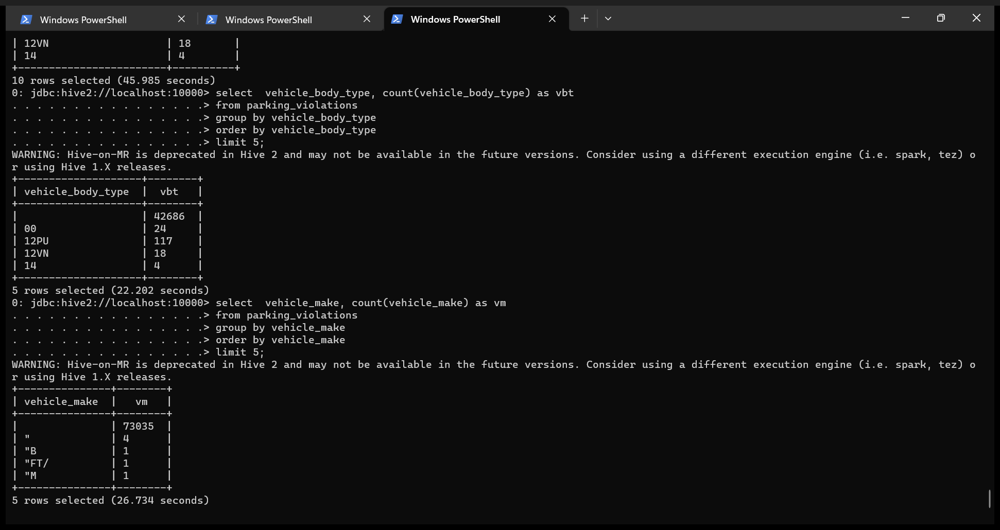 Windows PowerShell
Windows PowerShell
Windows PowerShell
| 12VN                   | 18       |
| 14                     | 4        |
+------------------------+----------+
10 rows selected (45.985 seconds)
0: jdbc:hive2://localhost:10000> select  vehicle_body_type, count(vehicle_body_type) as vbt
. . . . . . . . . . . . . . . .> from parking_violations
. . . . . . . . . . . . . . . .> group by vehicle_body_type
. . . . . . . . . . . . . . . .> order by vehicle_body_type
. . . . . . . . . . . . . . . .> limit 5;
WARNING: Hive-on-MR is deprecated in Hive 2 and may not be available in the future versions. Consider using a different execution engine (i.e. spark, tez) o
r using Hive 1.X releases.
+--------------------+--------+
| vehicle_body_type  |  vbt   |
+--------------------+--------+
|                    | 42686  |
| 00                 | 24     |
| 12PU               | 117    |
| 12VN               | 18     |
| 14                 | 4      |
+--------------------+--------+
5 rows selected (22.202 seconds)
0: jdbc:hive2://localhost:10000> select  vehicle_make, count(vehicle_make) as vm
. . . . . . . . . . . . . . . .> from parking_violations
. . . . . . . . . . . . . . . .> group by vehicle_make
. . . . . . . . . . . . . . . .> order by vehicle_make
. . . . . . . . . . . . . . . .> limit 5;
WARNING: Hive-on-MR is deprecated in Hive 2 and may not be available in the future versions. Consider using a different execution engine (i.e. spark, tez) o
r using Hive 1.X releases.
+---------------+--------+
| vehicle_make  |   vm   |
+---------------+--------+
|               | 73035  |
| "             | 4      |
| "B            | 1      |
| "FT/          | 1      |
| "M            | 1      |
+---------------+--------+
5 rows selected (26.734 seconds)